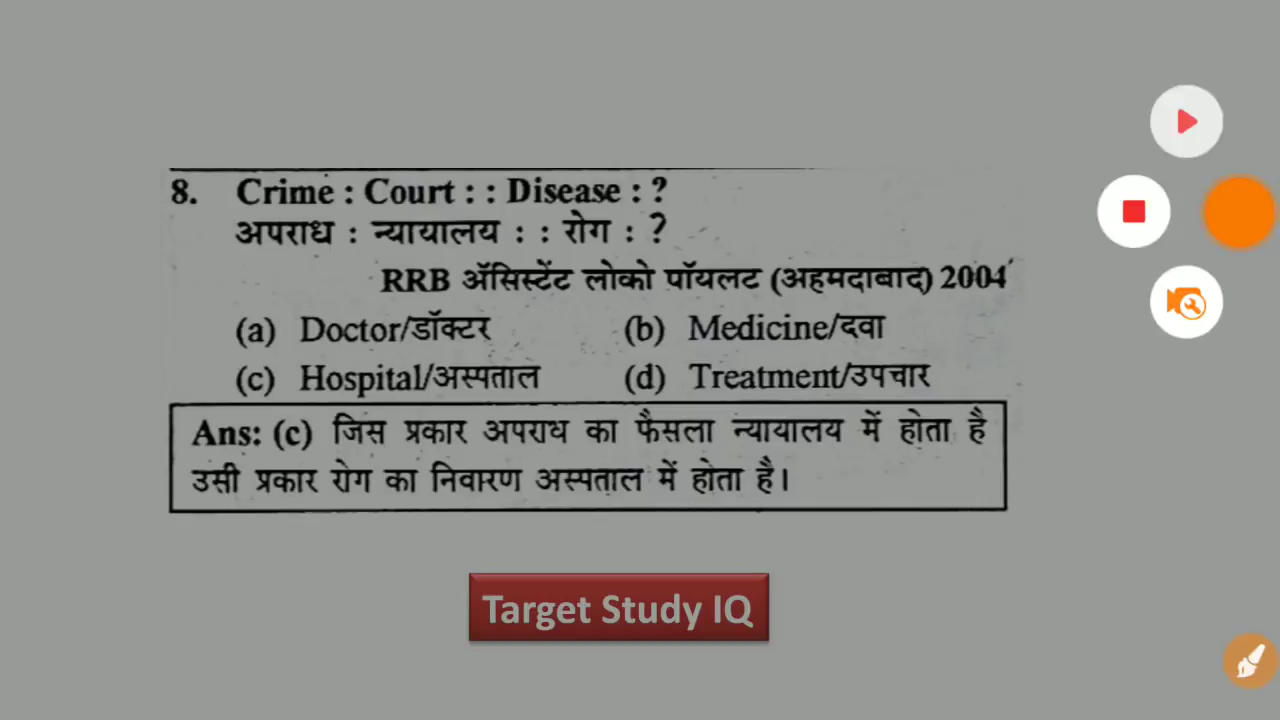 8. Crime : Court : : Disease : ?
अपराध : न्यायालय : : रोग : ?
RRB ऑसिस्टेंट लोको पॉयलट (अहमदाबाद) 2004
(a) Doctor/डॉक्टर (b) Medicine/दवा
(c) Hospital/अस्पताल (d) Treatment/उपचार
Ans: (c) जिस प्रकार अपराध का फैसला न्यायालय में होता है
उसी प्रकार रोग का निवारण अस्पताल में होता है।
Target Study IQ